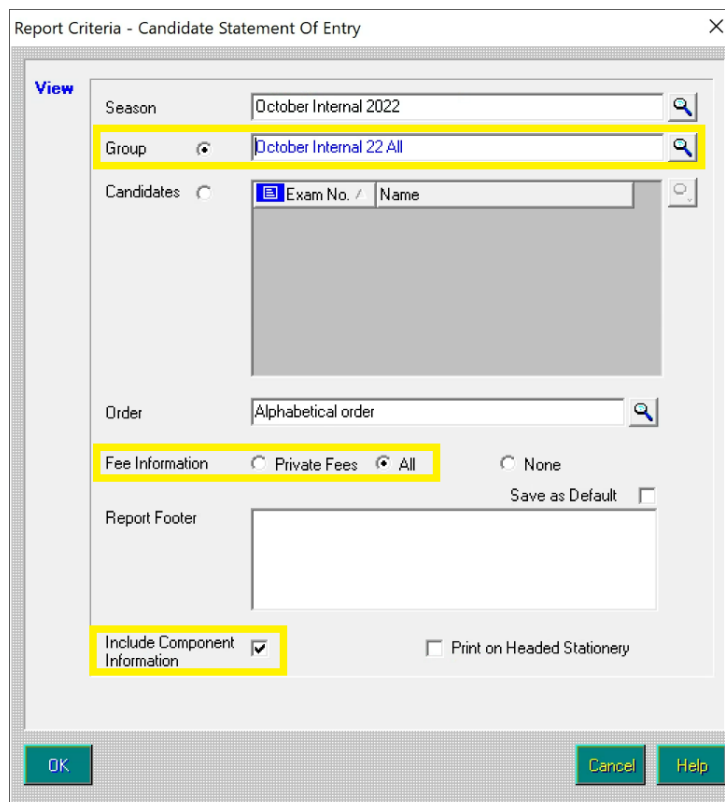 Report Criteria - Candidate Statement Of Entry
View
Season October Internal 2022
Group October Internal 22 All
Candidates Exam No. Name
Order Alphabetical order
Fee Information Private Fees All None
Save as Default
Report Footer
Include Component
Information
Print on Headed Stationery
OK Cancel Help